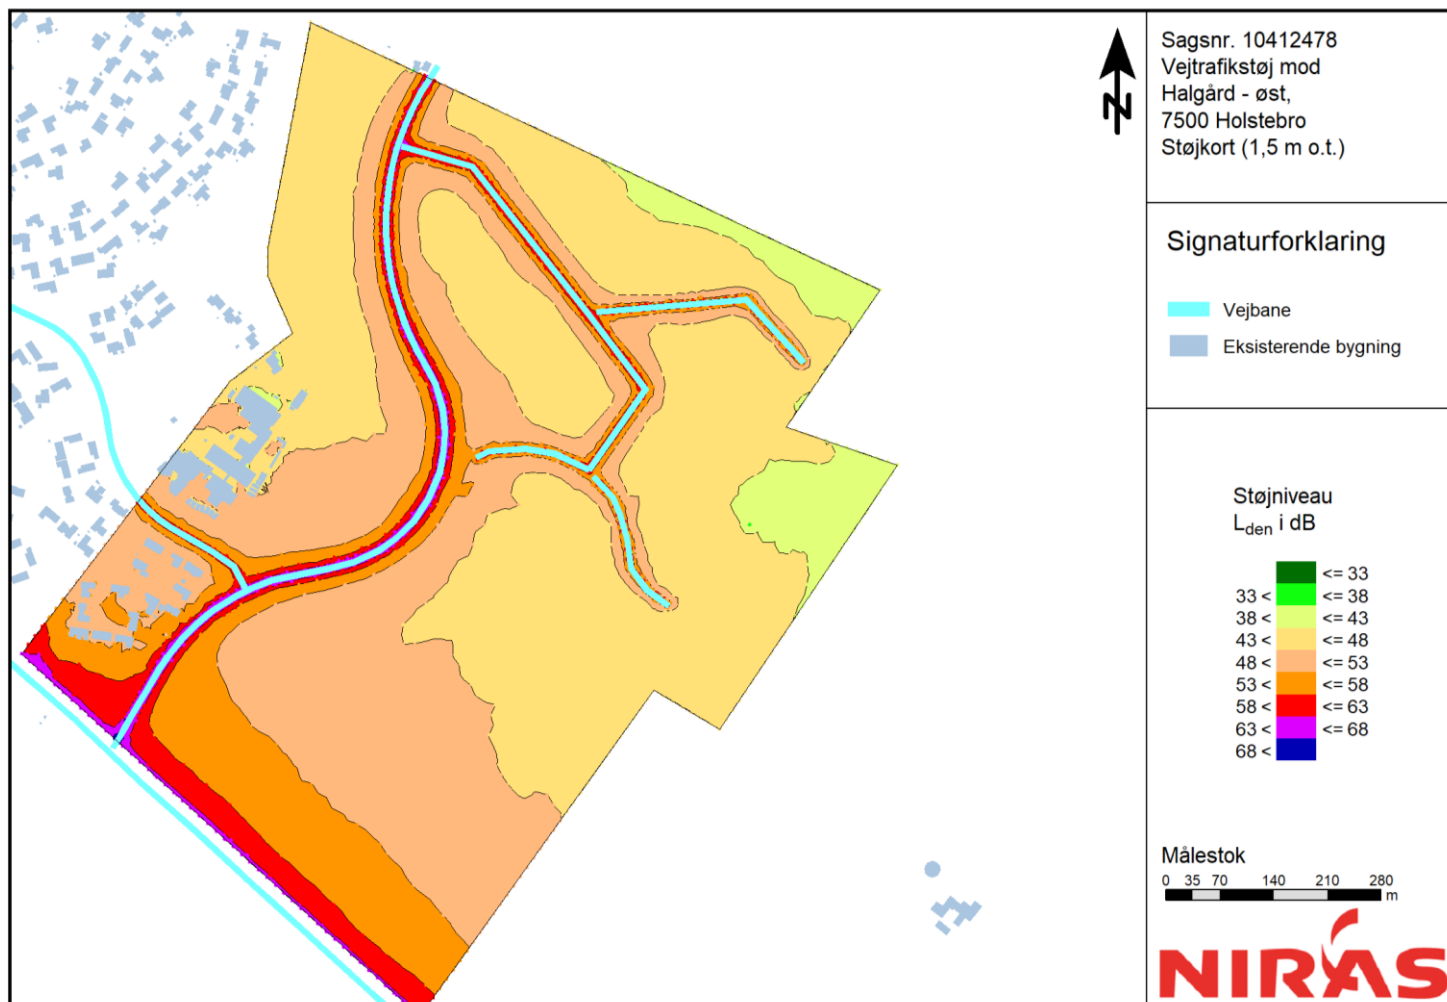 Sagsnr. 10412478
Vejtrafikstøj mod
Halgård - øst,
7500 Holstebro
Støjkort (1,5 m o.t.)
N
Signaturforklaring
Vejbane
Eksisterende bygning
Støjniveau
Lden i dB
<= 33
33 < <= 38
38 < <= 43
43 < <= 48
48 < <= 53
53 < <= 58
58 < <= 63
63 < <= 68
68 <
Målestok
0 35 70 140 210 280
m
NIRAS